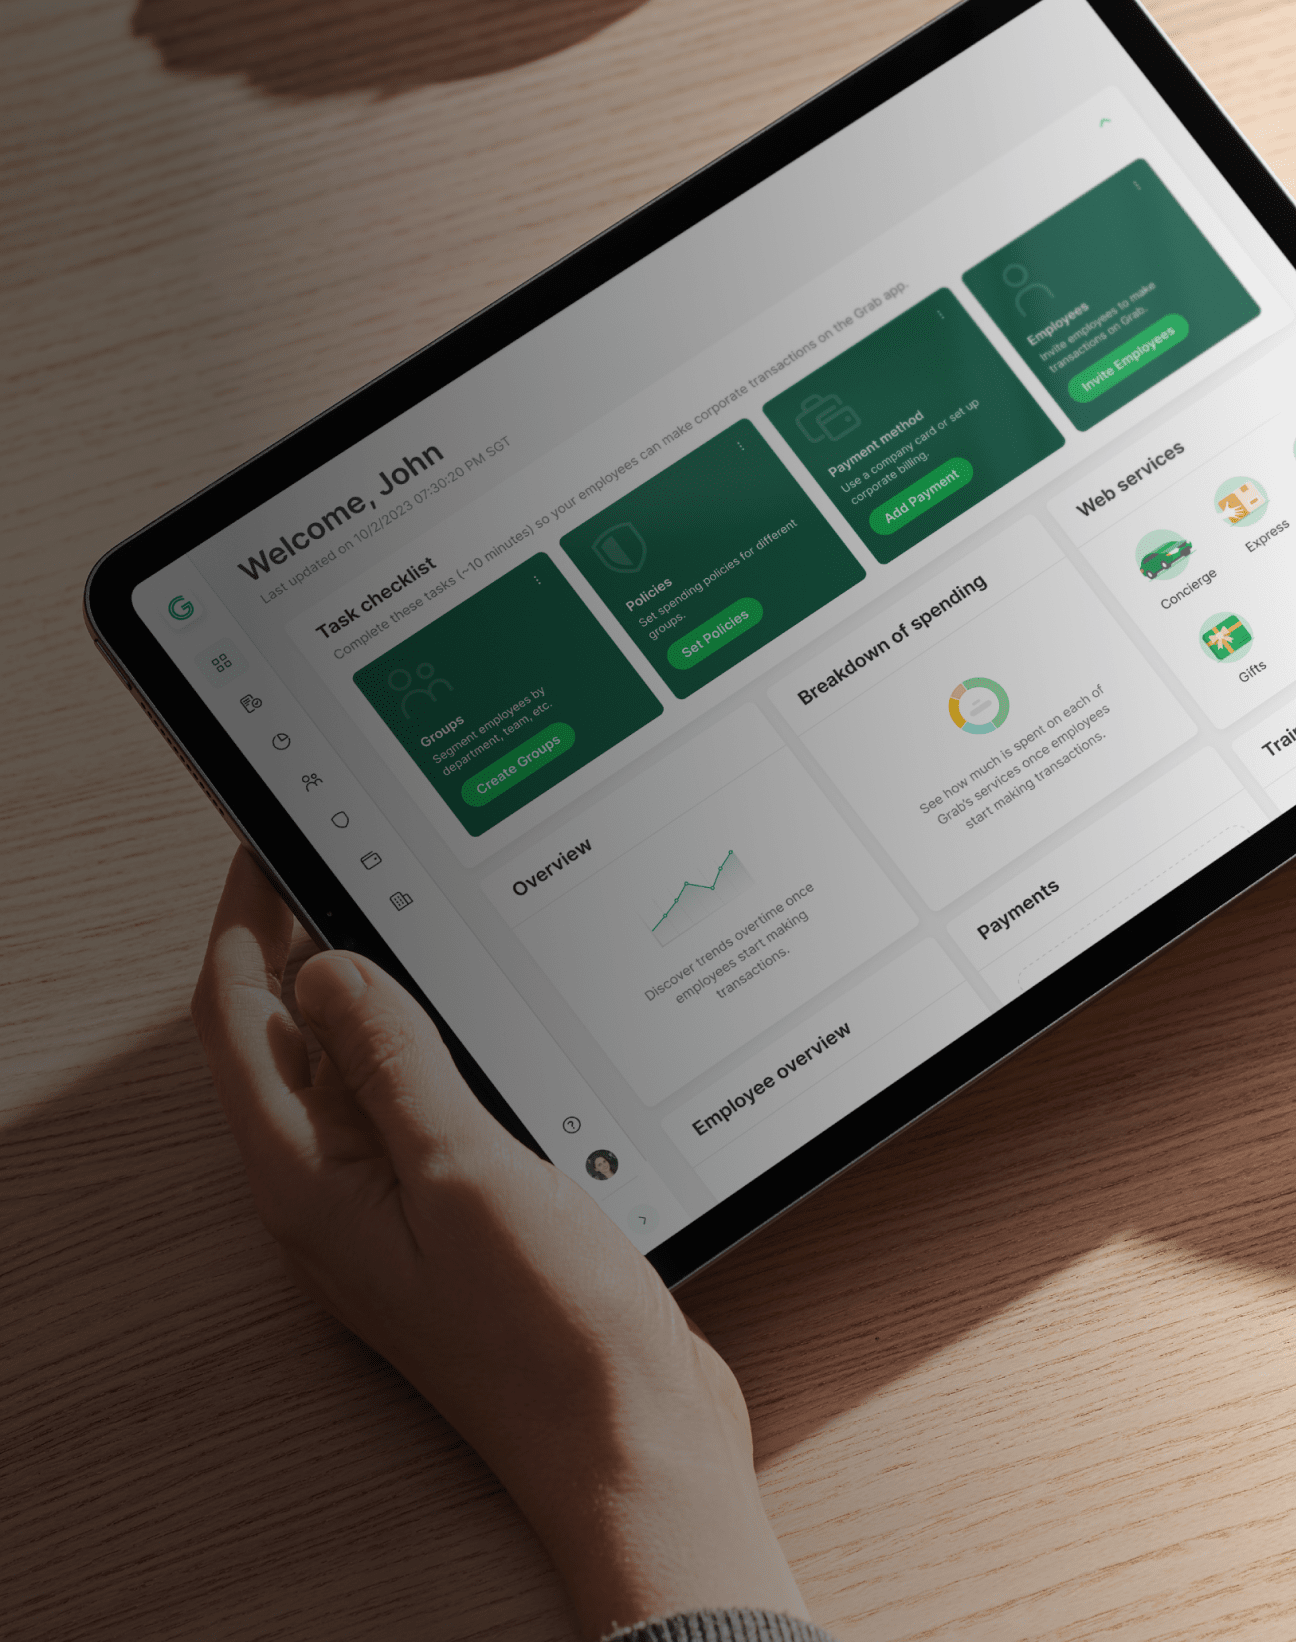 Welcome, John
Last updated on 10/2/2023 07:30:20 PM SGT
Task checklist
Complete these tasks (~10 minutes) so your employees can make corporate transactions on the Grab app.
Groups
Segment employees by
department, team, etc.
Create Groups
Policies
Set spending policies for different
groups.
Set Policies
Payment method
Use a company card or set up
corporate billing.
Add Payment
Employees
Invite employees to make
transactions on Grab.
Invite Employees
Overview
Discover trends overtime once
employees start making
transactions.
Breakdown of spending
See how much is spent on each of
Grab's services once employees
start making transactions.
Web services
Concierge
Express
Gifts
Employee overview
Payments